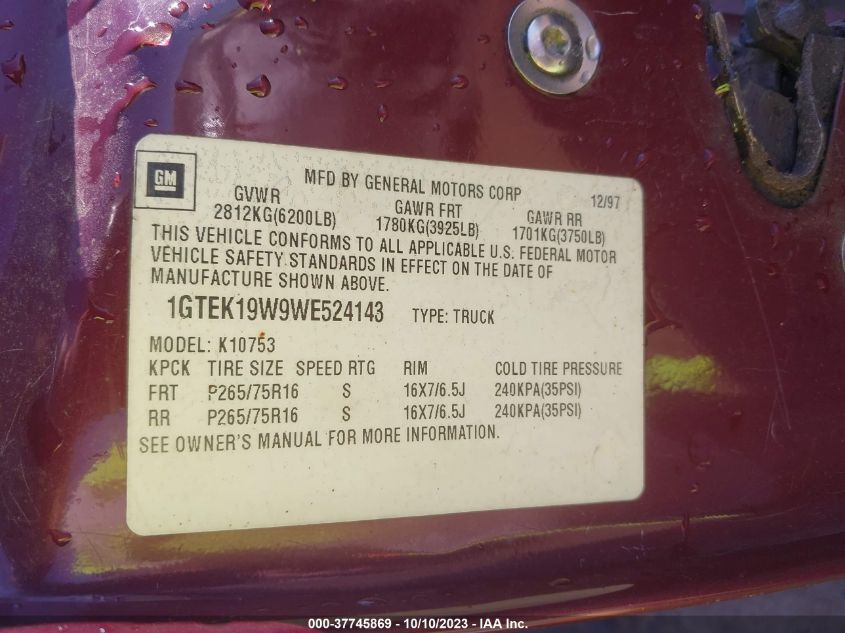 GM
MFD BY GENERAL MOTORS CORP 12/97
GVWR GAWR FRT GAWR RR
2812KG(6200LB) 1780KG(3925LB) 1701KG(3750LB)
THIS VEHICLE CONFORMS TO ALL APPLICABLE U.S. FEDERAL MOTOR
VEHICLE SAFETY STANDARDS IN EFFECT ON THE DATE OF
MANUFACTURE SHOWN ABOVE.
1GTEK19W9WE524143 TYPE: TRUCK
MODEL: K10753
KPCK TIRE SIZE SPEED RTG RIM COLD TIRE PRESSURE
FRT P265/75R16 S 16X7/6.5J 240KPA(35PSI)
RR P265/75R16 S 16X7/6.5J 240KPA(35PSI)
SEE OWNER'S MANUAL FOR MORE INFORMATION.
000-37745869 - 10/10/2023 - IAA Inc.